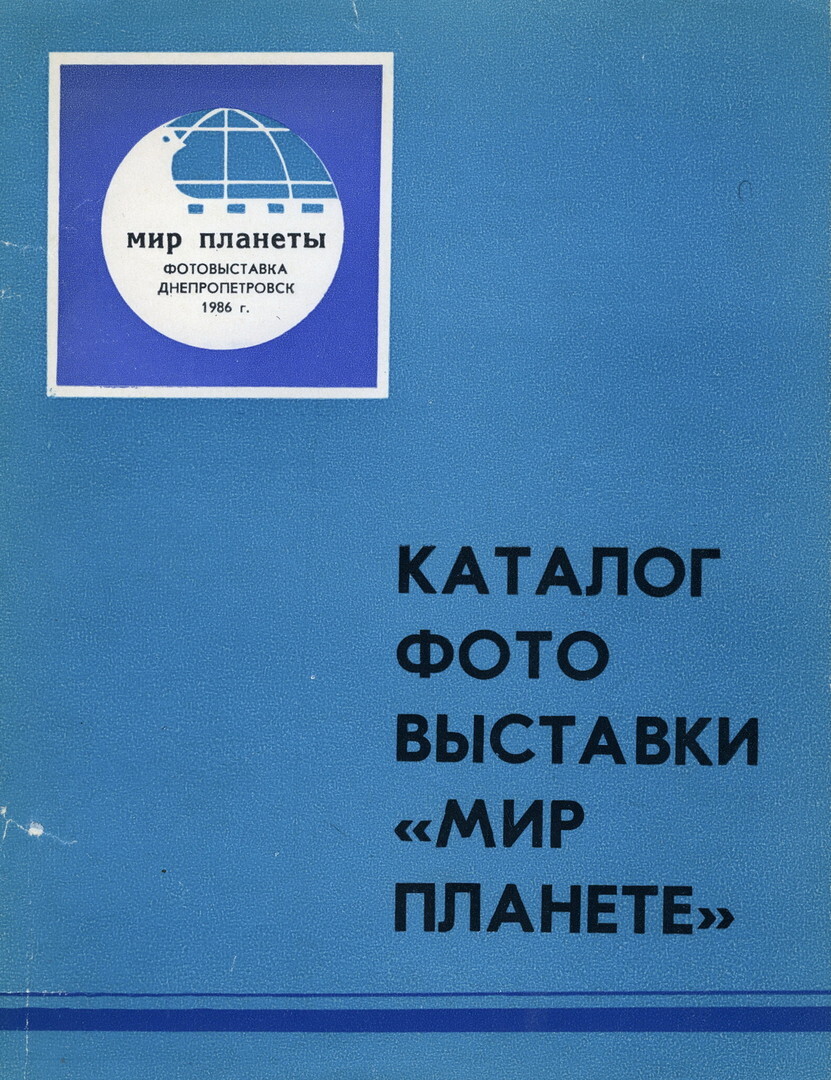 мир планеты
ФОТОВЫСТАВКА
ДНЕПРОПЕТРОВСК
1986 г.
КАТАЛОГ
ФОТО
ВЫСТАВКИ
«МИР
ПЛАНЕТЕ»